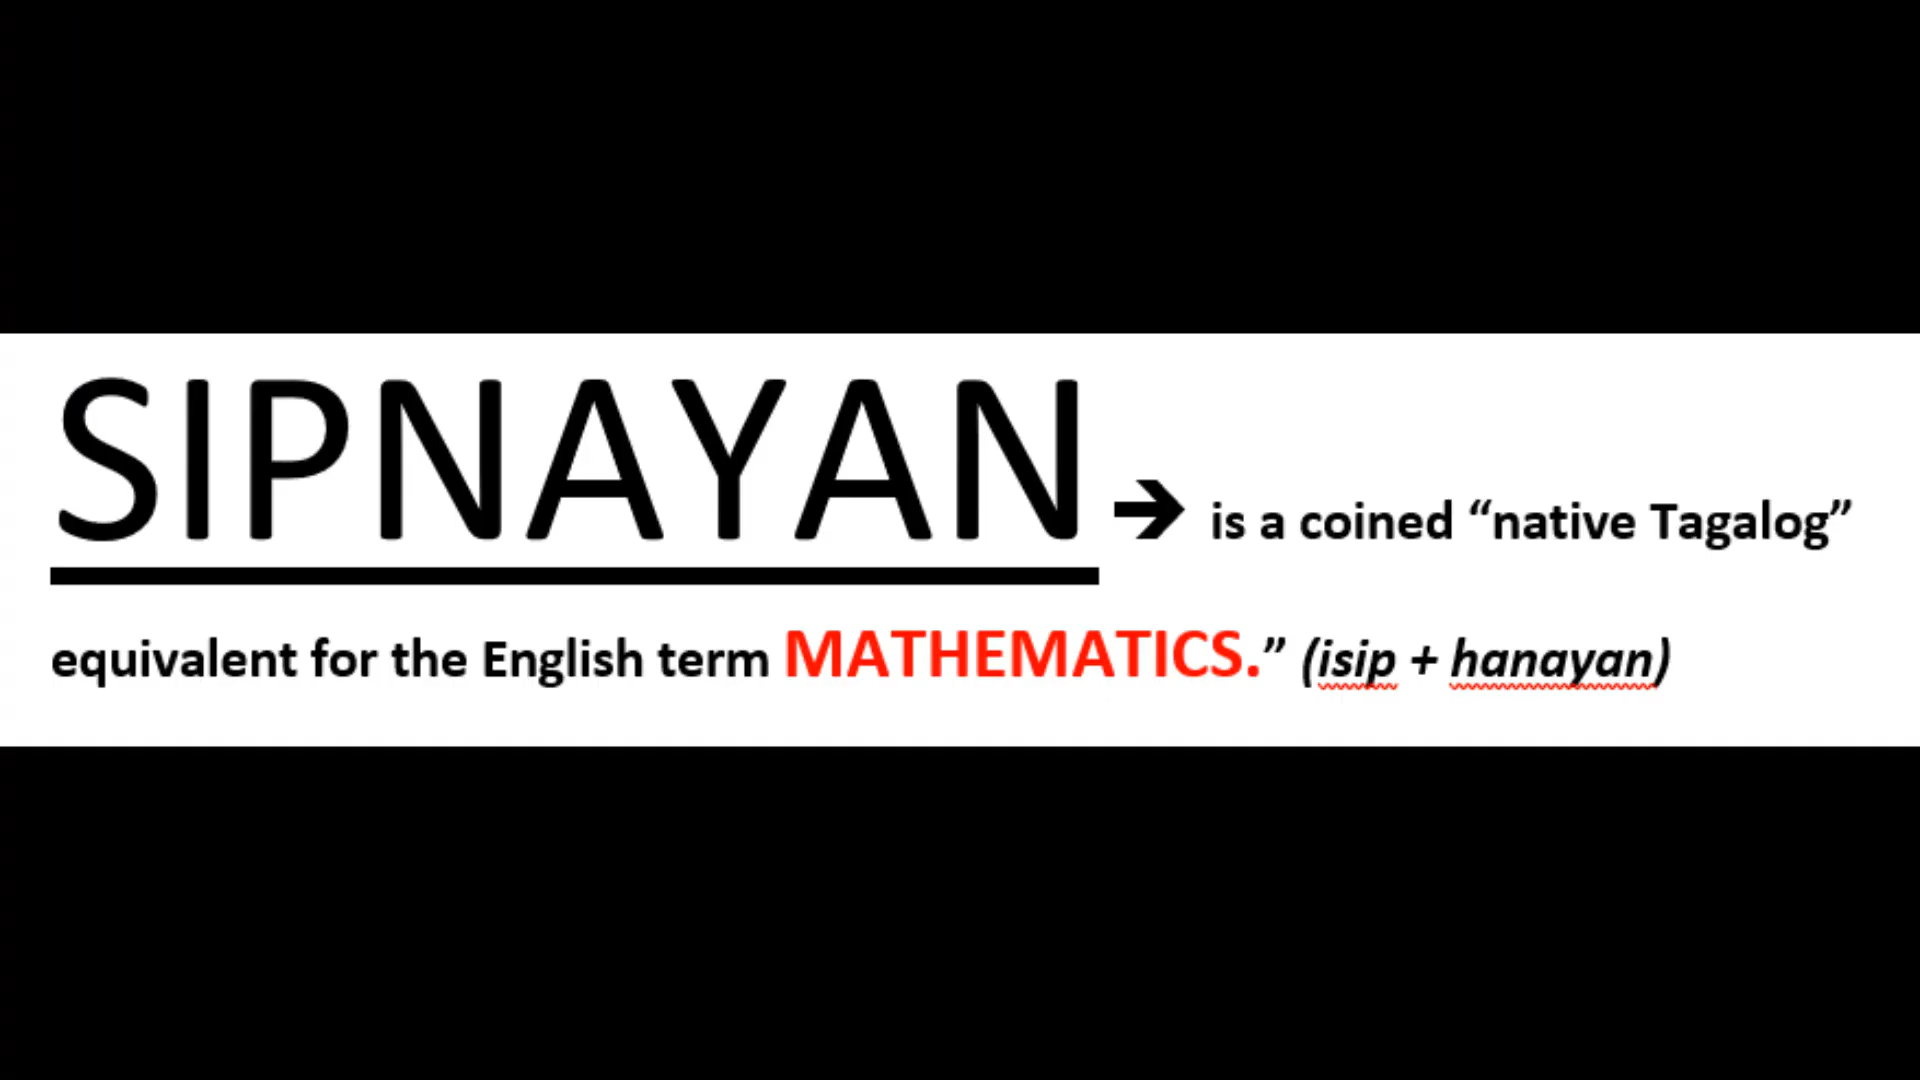 SIPNAYAN → is a coined “native Tagalog”
equivalent for the English term MATHEMATICS.” (isip + hanayan)